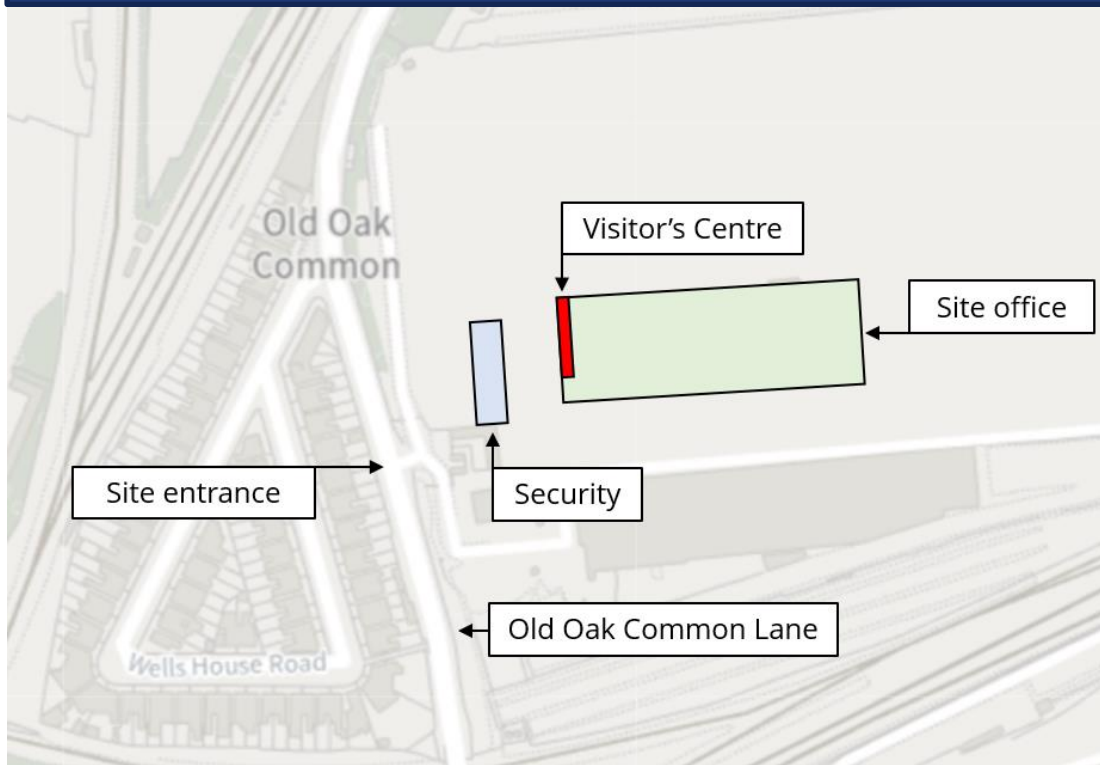 Visitor’s Centre
Old Oak
Common
Site office
Site entrance
Security
Old Oak Common Lane
Wells House Road